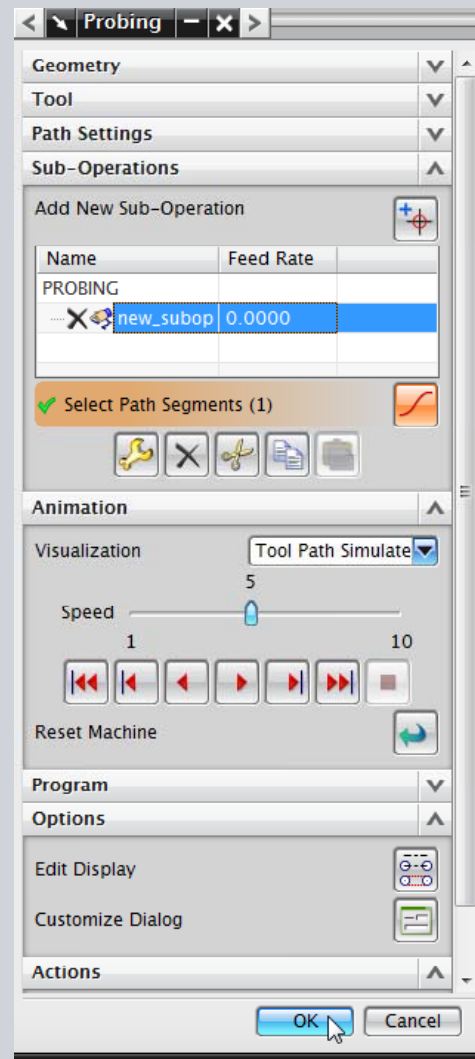 Probing
Geometry
Tool
Path Settings
Sub-Operations
Add New Sub-Operation
Name Feed Rate
PROBING
new_subop 0.0000
Select Path Segments (1)
Animation
Visualization Tool Path Simulate
5
Speed
1 10
Reset Machine
Program
Options
Edit Display
Customize Dialog
Actions
OK Cancel